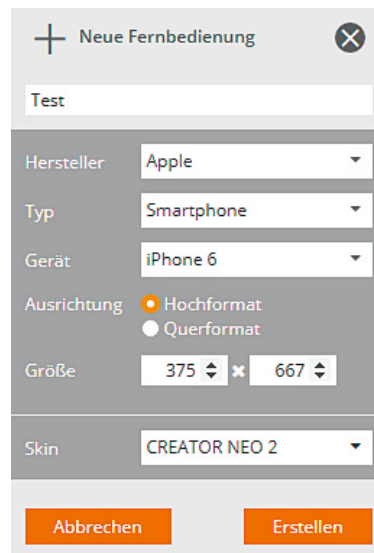 Neue Fernbedienung
Test
Hersteller Apple
Typ Smartphone
Gerät iPhone 6
Ausrichtung Hochformat
Querformat
Größe 375 × 667
Skin CREATOR NEO 2
Abbrechen Erstellen